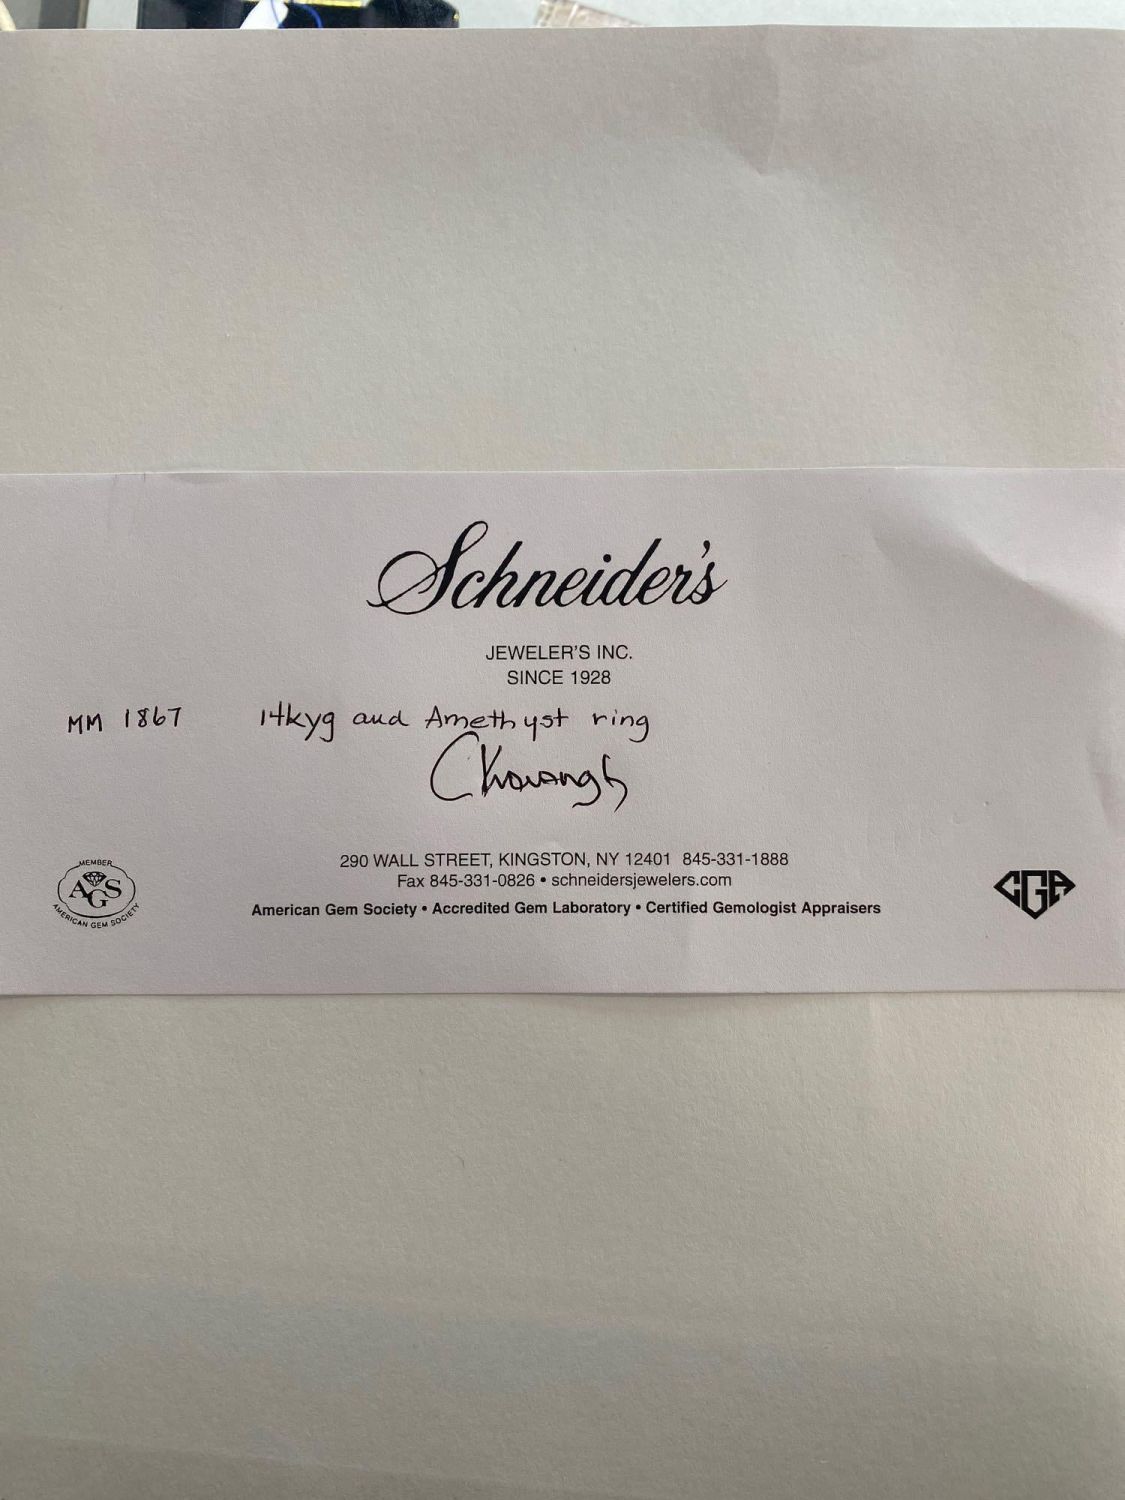 Schneider's
JEWELER'S INC.
SINCE 1928
MM 1867 14kyg and Amethyst ring
CKavanagh
290 WALL STREET, KINGSTON, NY 12401 845-331-1888
Fax 845-331-0826 • schneidersjewelers.com
American Gem Society • Accredited Gem Laboratory • Certified Gemologist Appraisers
MEMBER
AGS
AMERICAN GEM SOCIETY
CGA